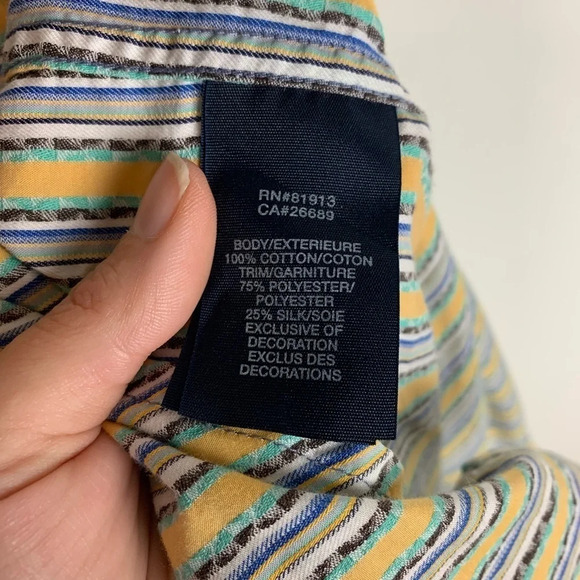 RN#81913
CA#26689
BODY/EXTERIEURE
100% COTTON/COTON
TRIM/GARNITURE
75% POLYESTER/
POLYESTER
25% SILK/SOIE
EXCLUSIVE OF
DECORATION
EXCLUS DES
DECORATIONS